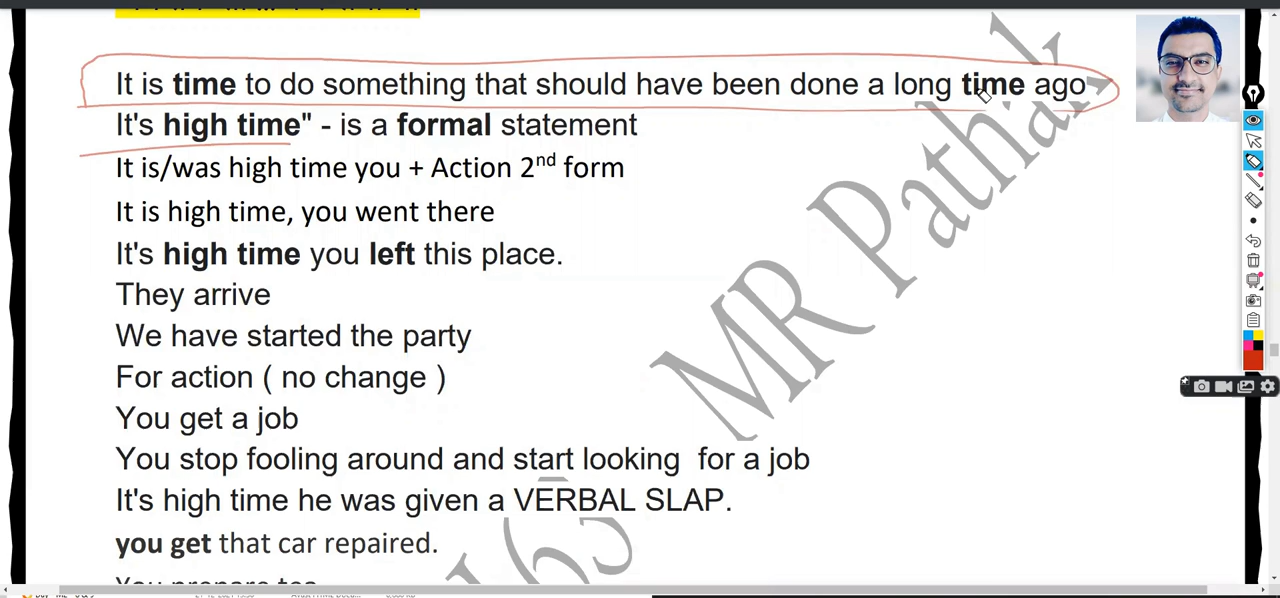 It is time to do something that should have been done a long time ago
It's high time" - is a formal statement
It is/was high time you + Action 2nd form
It is high time, you went there
It's high time you left this place.
They arrive
We have started the party
For action ( no change )
You get a job
You stop fooling around and start looking  for a job
It's high time he was given a VERBAL SLAP.
you get that car repaired.
You prepare tea
MR Pathak